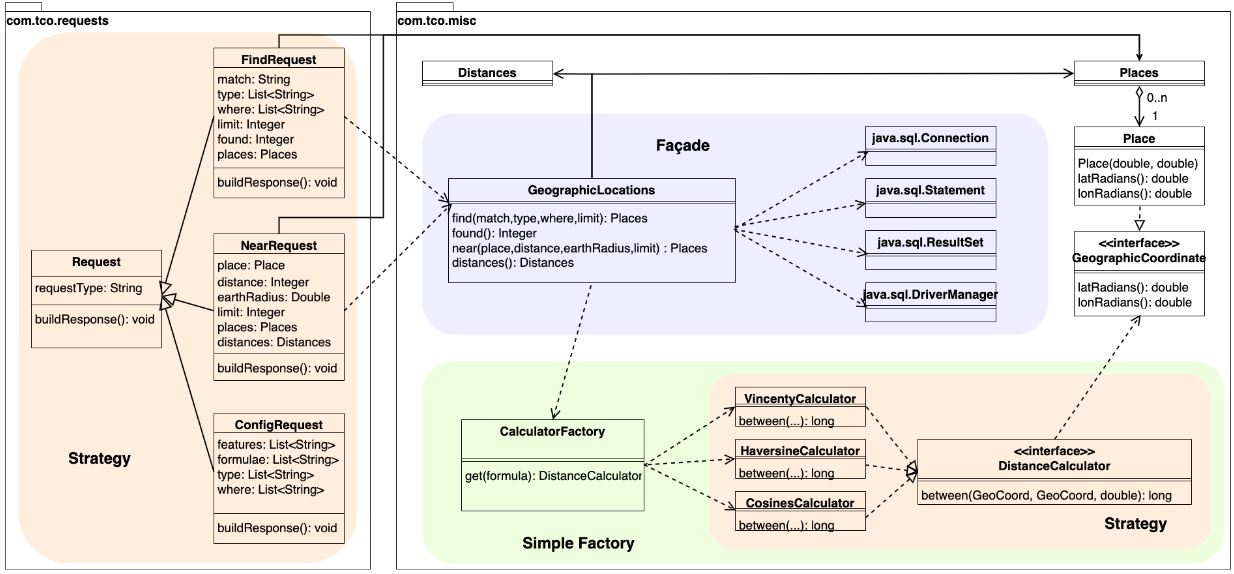 com.tco.requests
FindRequest
match: String
type: List<String>
where: List<String>
limit: Integer
found: Integer
places: Places
buildResponse(): void
NearRequest
place: Place
distance: Integer
earthRadius: Double
limit: Integer
places: Places
distances: Distances
buildResponse(): void
Request
requestType: String
buildResponse(): void
ConfigRequest
features: List<String>
formulae: List<String>
type: List<String>
where: List<String>
buildResponse(): void
Strategy
com.tco.misc
Distances
Places
0..n
1
Place
Place(double, double)
latRadians(): double
lonRadians(): double
<<interface>>
GeographicCoordinate
latRadians(): double
lonRadians(): double
Façade
GeographicLocations
find(match,type,where,limit): Places
found(): Integer
near(place,distance,earthRadius,limit) : Places
distances(): Distances
java.sql.Connection
java.sql.Statement
java.sql.ResultSet
java.sql.DriverManager
CalculatorFactory
get(formula): DistanceCalculator
Simple Factory
VincentyCalculator
between(...): long
HaversineCalculator
between(...): long
CosinesCalculator
between(...): long
<<interface>>
DistanceCalculator
between(GeoCoord, GeoCoord, double): long
Strategy